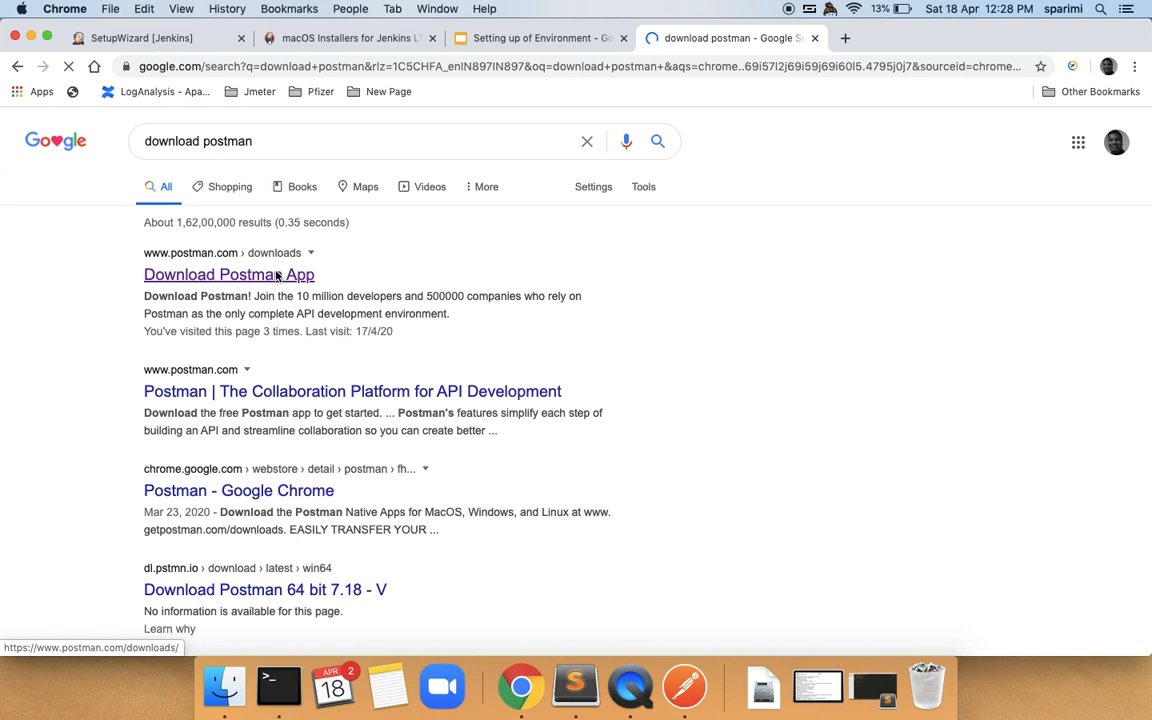 Chrome File Edit View History Bookmarks People Tab Window Help 13% Sat 18 Apr 12:28 PM sparimi
SetupWizard [Jenkins] macOS Installers for Jenkins LT Setting up of Environment - Go download postman - Google Se
google.com/search?q=download+postman&rlz=1C5CHFA_enIN897IN897&oq=download+postman+&aqs=chrome..69i57l2j69i59j69i60l5.4795j0j7&sourceid=chrome...
Apps LogAnalysis - Apa... Jmeter Pfizer New Page Other Bookmarks
Google
download postman
All Shopping Books Maps Videos More Settings Tools
About 1,62,00,000 results (0.35 seconds)
www.postman.com › downloads
Download Postman App
Download Postman! Join the 10 million developers and 500000 companies who rely on
Postman as the only complete API development environment.
You've visited this page 3 times. Last visit: 17/4/20
www.postman.com
Postman | The Collaboration Platform for API Development
Download the free Postman app to get started. ... Postman's features simplify each step of
building an API and streamline collaboration so you can create better ...
chrome.google.com › webstore › detail › postman › fh...
Postman - Google Chrome
Mar 23, 2020 - Download the Postman Native Apps for MacOS, Windows, and Linux at www.
getpostman.com/downloads. EASILY TRANSFER YOUR ...
dl.pstmn.io › download › latest › win64
Download Postman 64 bit 7.18 - V
No information is available for this page.
Learn why
https://www.postman.com/downloads/
APR
18
2